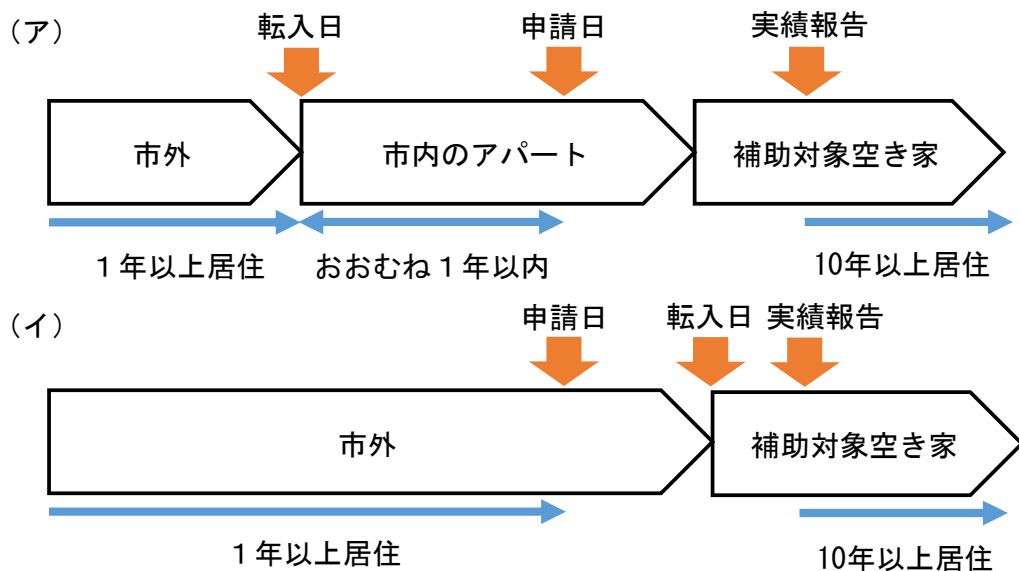 （ア）
転入日 申請日 実績報告
市外 市内のアパート 補助対象空き家
１年以上居住 おおむね１年以内 10年以上居住
（イ）
申請日 転入日 実績報告
市外 補助対象空き家
１年以上居住 10年以上居住